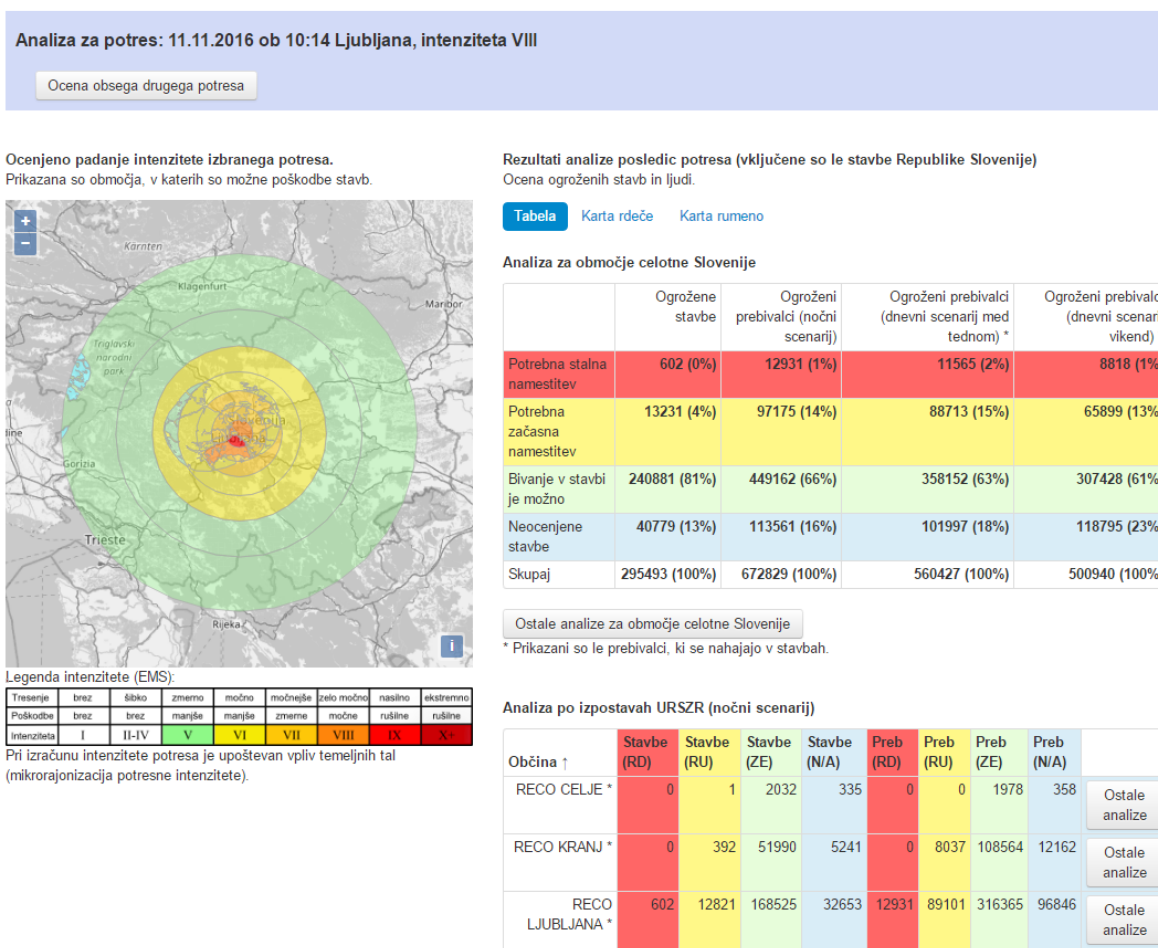 Analiza za potres: 11.11.2016 ob 10:14 Ljubljana, intenziteta VIII
Ocena obsega drugega potresa
Ocenjeno padanje intenzitete izbranega potresa.
Prikazana so območja, v katerih so možne poškodbe stavb.
+
−
Kärnten
Klagenfurt
Maribor
Triglavski
narodni
park
Slovenija
Ljubljana
Gorizia
Trieste
Rijeka
i
Legenda intenzitete (EMS):
Tresenje brez šibko zmerno močno močnejše zelo močno nasilno ekstremno
Poškodbe brez brez manjše manjše zmerne močne rušilne rušilne
Intenziteta I II-IV V VI VII VIII IX X+
Pri izračunu intenzitete potresa je upoštevan vpliv temeljnih tal
(mikrorajonizacija potresne intenzitete).
Rezultati analize posledic potresa (vključene so le stavbe Republike Slovenije)
Ocena ogroženih stavb in ljudi.
Tabela Karta rdeče Karta rumeno
Analiza za območje celotne Slovenije
Ogrožene Ogroženi Ogroženi prebivalci Ogroženi prebivalc
stavbe prebivalci (nočni (dnevni scenarij med (dnevni scenari
scenarij) tednom) * vikend)
Potrebna stalna 602 (0%) 12931 (1%) 11565 (2%) 8818 (1%
namestitev
Potrebna 13231 (4%) 97175 (14%) 88713 (15%) 65899 (13%
začasna
namestitev
Bivanje v stavbi 240881 (81%) 449162 (66%) 358152 (63%) 307428 (61%
je možno
Neocenjene 40779 (13%) 113561 (16%) 101997 (18%) 118795 (23%
stavbe
Skupaj 295493 (100%) 672829 (100%) 560427 (100%) 500940 (100%
Ostale analize za območje celotne Slovenije
* Prikazani so le prebivalci, ki se nahajajo v stavbah.
Analiza po izpostavah URSZR (nočni scenarij)
Stavbe Stavbe Stavbe Stavbe Preb Preb Preb Preb
Občina ↑ (RD) (RU) (ZE) (N/A) (RD) (RU) (ZE) (N/A)
RECO CELJE * 0 1 2032 335 0 0 1978 358 Ostale
analize
RECO KRANJ * 0 392 51990 5241 0 8037 108564 12162 Ostale
analize
RECO 602 12821 168525 32653 12931 89101 316365 96846 Ostale
LJUBLJANA * analize